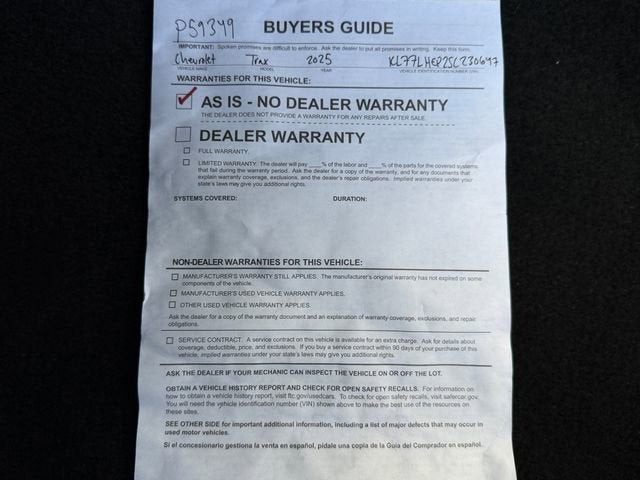 P59349
BUYERS GUIDE
IMPORTANT: Spoken promises are difficult to enforce. Ask the dealer to put all promises in writing. Keep this form.
Chevrolet Trax 2025
VEHICLE MAKE MODEL YEAR VEHICLE IDENTIFICATION NUMBER (VIN)
WARRANTIES FOR THIS VEHICLE:
AS IS - NO DEALER WARRANTY
THE DEALER DOES NOT PROVIDE A WARRANTY FOR ANY REPAIRS AFTER SALE.
DEALER WARRANTY
FULL WARRANTY.
LIMITED WARRANTY. The dealer will pay ____% of the labor and ____% of the parts for the covered systems
that fail during the warranty period. Ask the dealer for a copy of the warranty, and for any documents that
explain warranty coverage, exclusions, and the dealer's repair obligations. Implied warranties under your
state's laws may give you additional rights.
SYSTEMS COVERED: DURATION:
NON-DEALER WARRANTIES FOR THIS VEHICLE:
MANUFACTURER'S WARRANTY STILL APPLIES. The manufacturer's original warranty has not expired on some
components of the vehicle.
MANUFACTURER'S USED VEHICLE WARRANTY APPLIES.
OTHER USED VEHICLE WARRANTY APPLIES.
Ask the dealer for a copy of the warranty document and an explanation of warranty coverage, exclusions, and repair
obligations.
SERVICE CONTRACT. A service contract on this vehicle is available for an extra charge. Ask for details about
coverage, deductible, price, and exclusions. If you buy a service contract within 90 days of your purchase of this
vehicle, implied warranties under your state's laws may give you additional rights.
ASK THE DEALER IF YOUR MECHANIC CAN INSPECT THE VEHICLE ON OR OFF THE LOT.
OBTAIN A VEHICLE HISTORY REPORT AND CHECK FOR OPEN SAFETY RECALLS. For information on
how to obtain a vehicle history report, visit ftc.gov/usedcars. To check for open safety recalls, visit safercar.gov.
You will need the vehicle identification number (VIN) shown above to make the best use of the resources on
these sites.
SEE OTHER SIDE for important additional information, including a list of major defects that may occur in
used motor vehicles.
Si el concesionario gestiona la venta en español, pídale una copia de la Guía del Comprador en español.